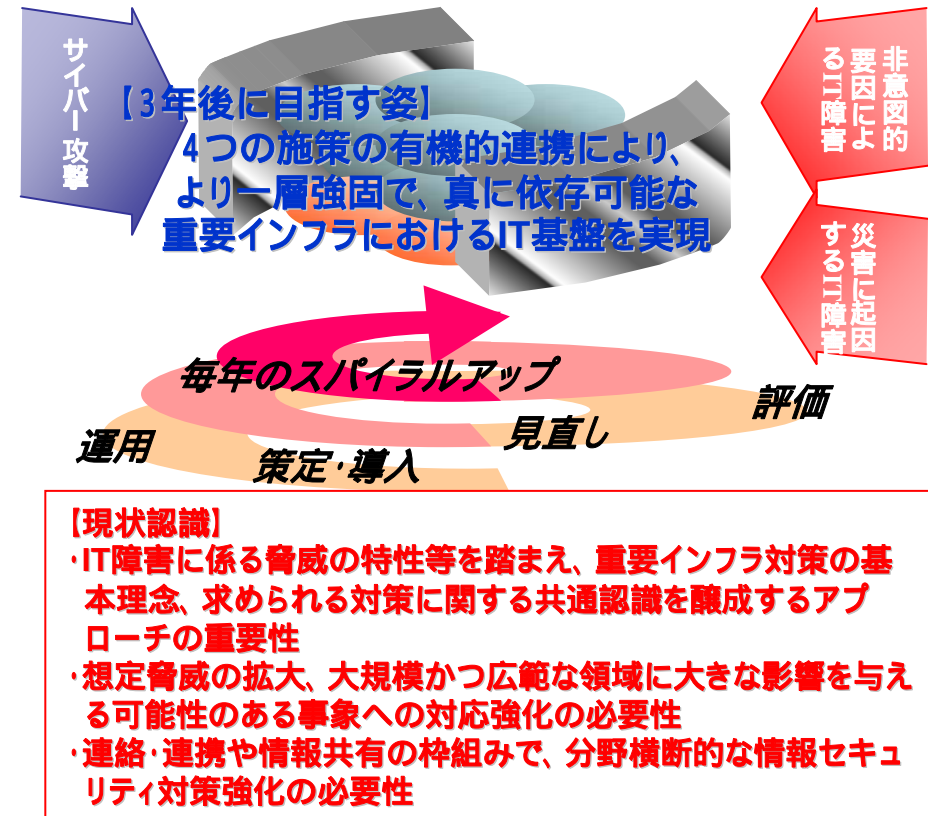 サイバー攻撃
【3年後に目指す姿】
4つの施策の有機的連携により、
より一層強固で、真に依存可能な
重要インフラにおけるIT基盤を実現
非意図的
要因によ
るIT障害
災害に起因
するIT障害
毎年のスパイラルアップ
評価
見直し
運用
策定・導入
【現状認識】
・IT障害に係る脅威の特性等を踏まえ、重要インフラ対策の基
本理念、求められる対策に関する共通認識を醸成するアプ
ローチの重要性
・想定脅威の拡大、大規模かつ広範な領域に大きな影響を与え
る可能性のある事象への対応強化の必要性
・連絡・連携や情報共有の枠組みで、分野横断的な情報セキュ
リティ対策強化の必要性